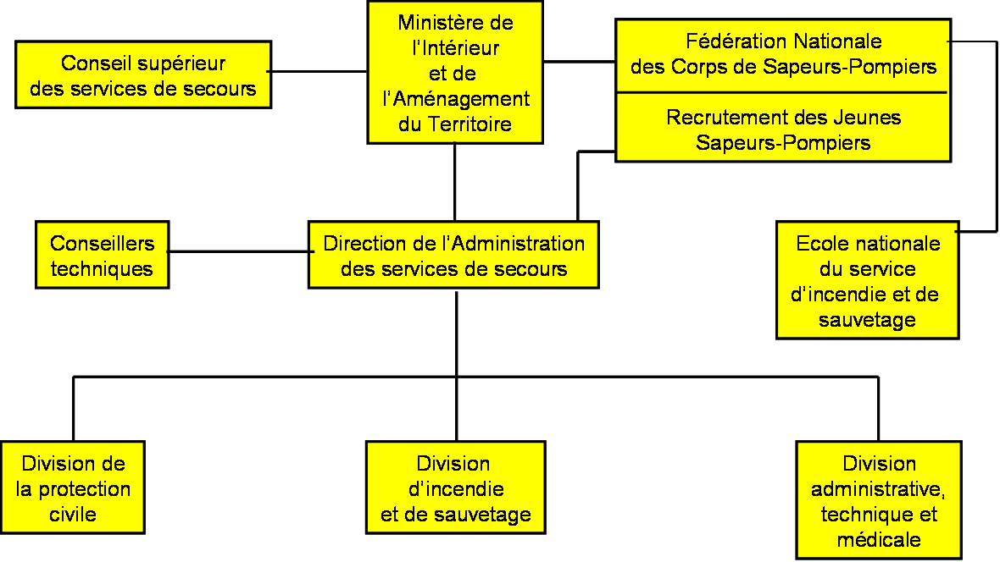 Ministère de
l'Intérieur
et de
l'Aménagement
du Territoire
Conseil supérieur
des services de secours
Fédération Nationale
des Corps de Sapeurs-Pompiers
Recrutement des Jeunes
Sapeurs-Pompiers
Conseillers
techniques
Direction de l'Administration
des services de secours
Ecole nationale
du service
d'incendie et de
sauvetage
Division de
la protection
civile
Division
d'incendie
et de sauvetage
Division
administrative,
technique et
médicale